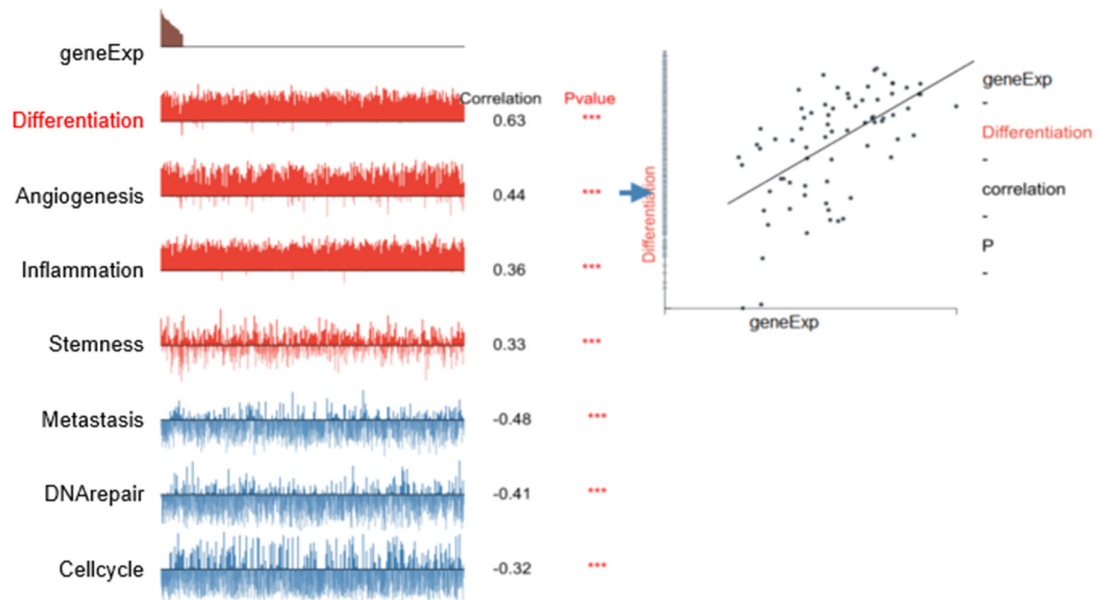 geneExp
Correlation Pvalue
Differentiation 0.63 ***
Angiogenesis 0.44 ***
Inflammation 0.36 ***
Stemness 0.33 ***
Metastasis -0.48 ***
DNArepair -0.41 ***
Cellcycle -0.32 ***
Differentiation
geneExp
geneExp
-
Differentiation
-
correlation
-
P
-